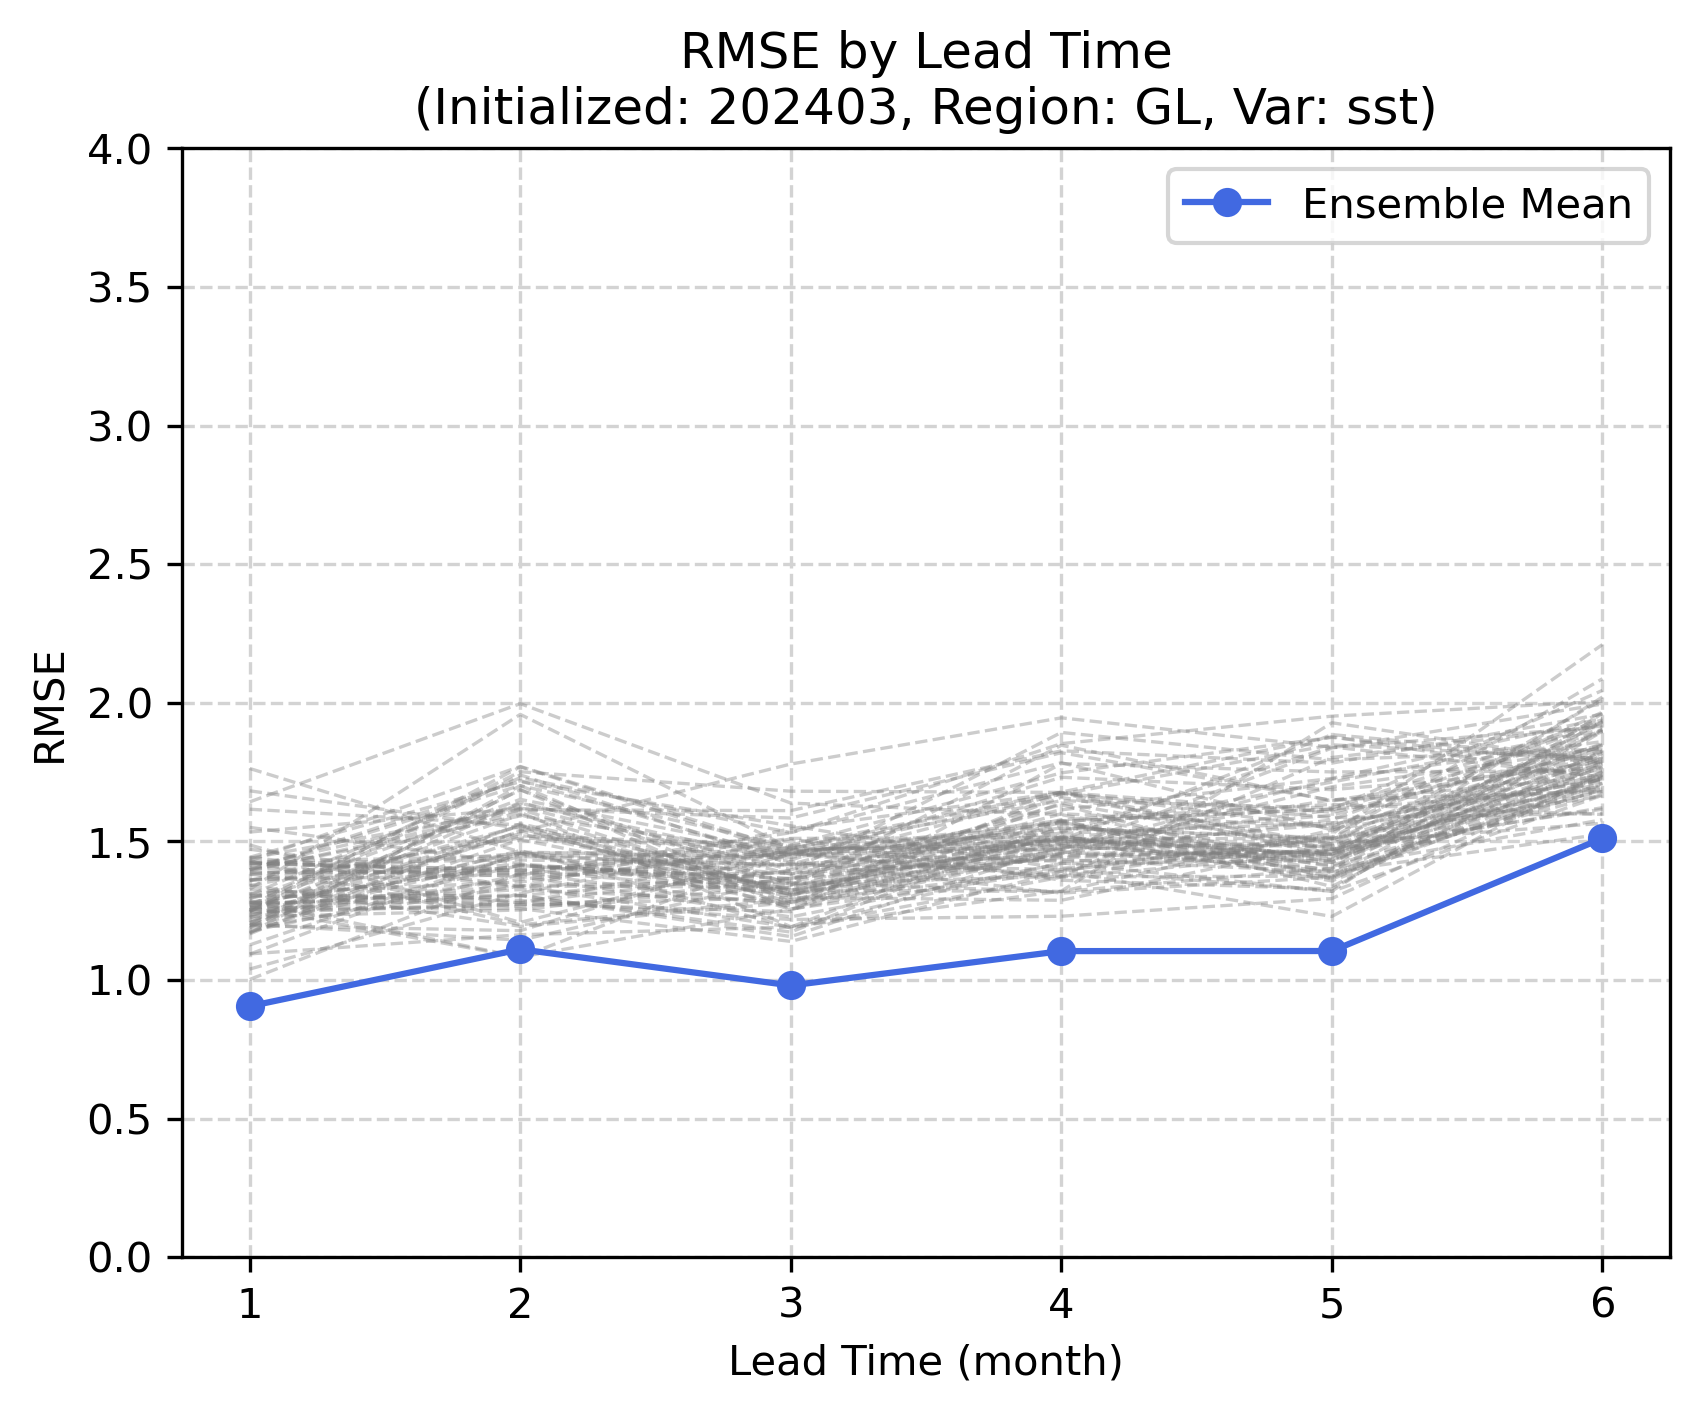 RMSE by Lead Time
(Initialized: 202403, Region: GL, Var: sst)
Ensemble Mean
4.0
3.5
3.0
2.5
2.0
1.5
1.0
0.5
0.0
RMSE
1 2 3 4 5 6
Lead Time (month)